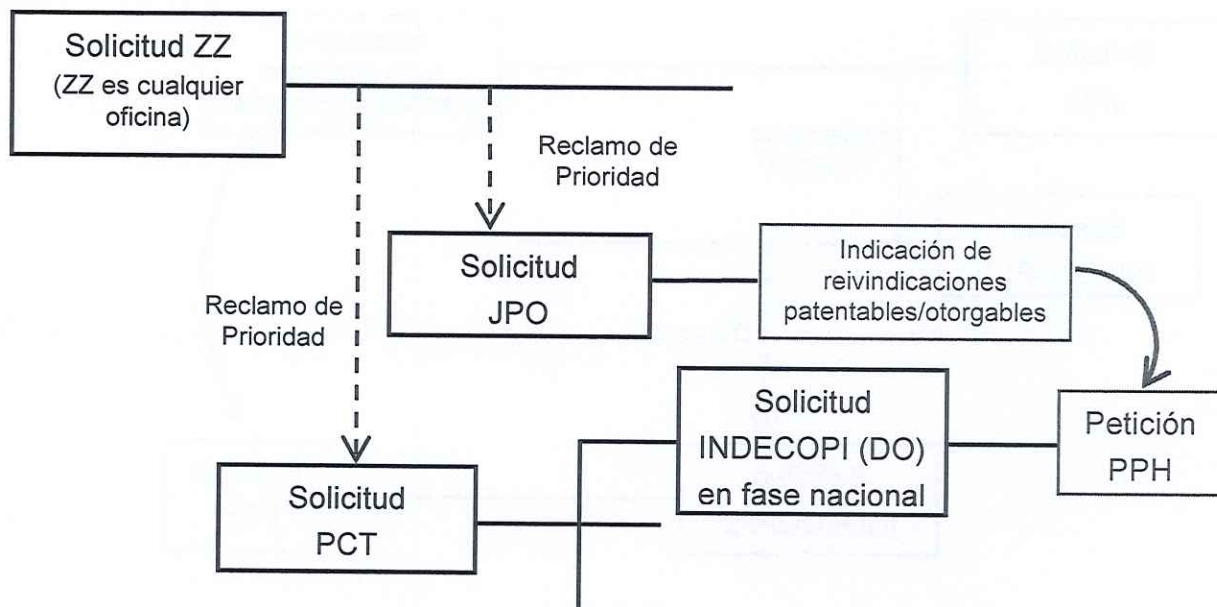 Solicitud ZZ
(ZZ es cualquier
oficina)
Reclamo de
Prioridad
Solicitud
JPO
Indicación de
reivindicaciones
patentables/otorgables
Reclamo de
Prioridad
Solicitud
INDECOPI (DO)
en fase nacional
Petición
PPH
Solicitud
PCT